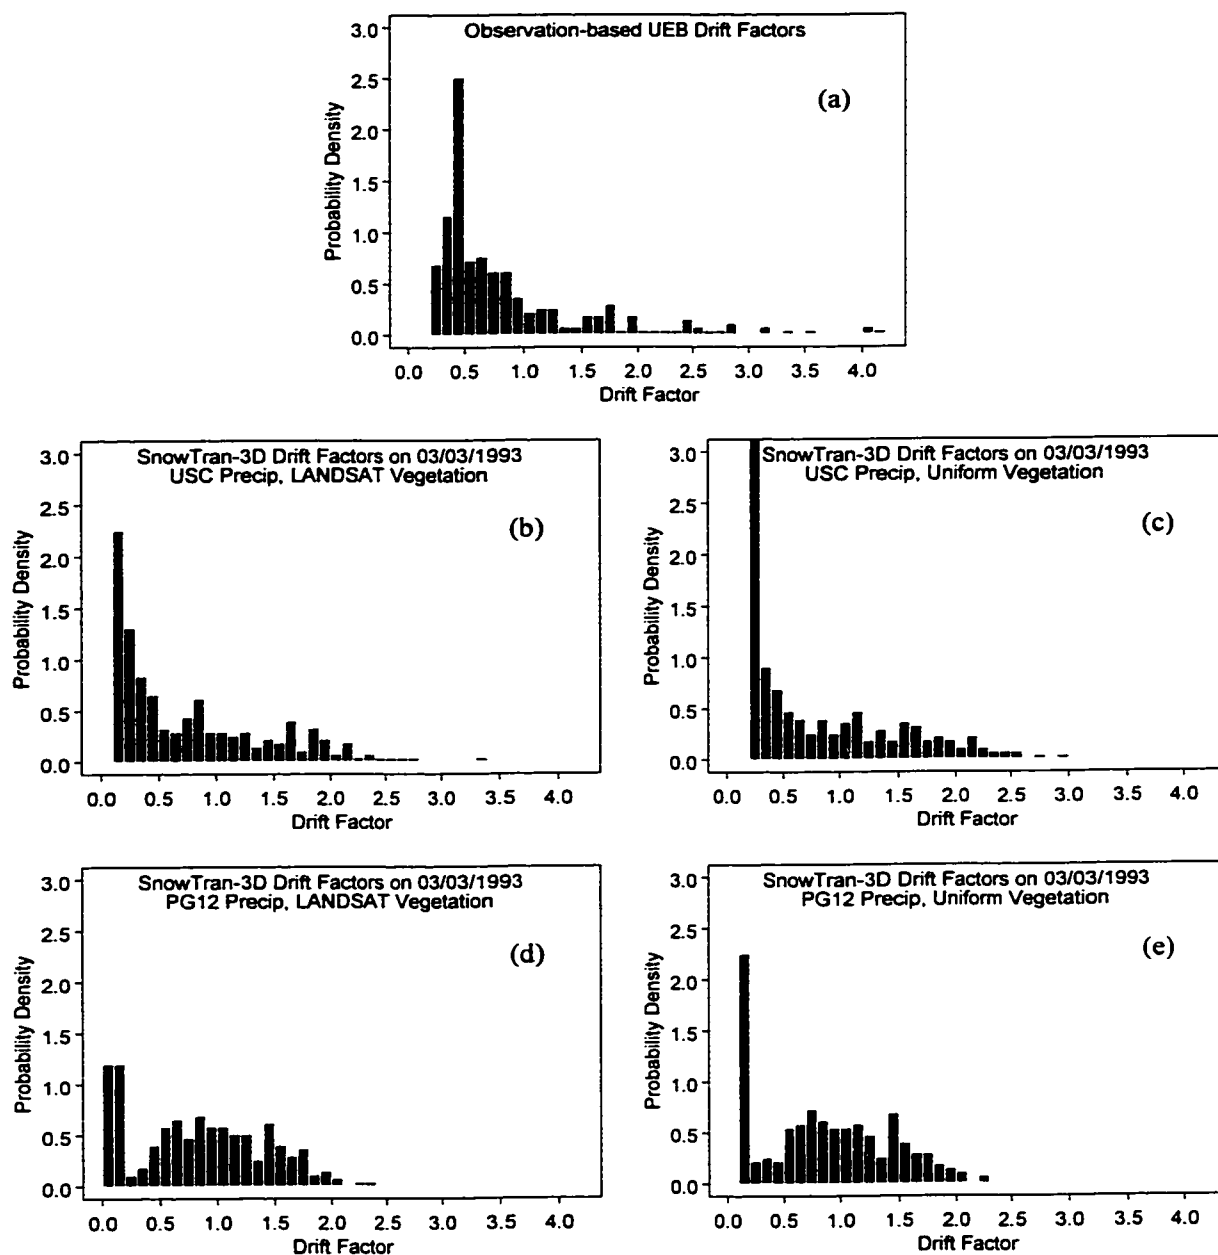 Observation-based UEB Drift Factors
(a)
Probability Density
3.0
2.5
2.0
1.5
1.0
0.5
0.0
0.0 0.5 1.0 1.5 2.0 2.5 3.0 3.5 4.0
Drift Factor
SnowTran-3D Drift Factors on 03/03/1993
USC Precip, LANDSAT Vegetation
(b)
Probability Density
3.0
2.5
2.0
1.5
1.0
0.5
0.0
0.0 0.5 1.0 1.5 2.0 2.5 3.0 3.5 4.0
Drift Factor
SnowTran-3D Drift Factors on 03/03/1993
USC Precip, Uniform Vegetation
(c)
Probability Density
3.0
2.5
2.0
1.5
1.0
0.5
0.0
0.0 0.5 1.0 1.5 2.0 2.5 3.0 3.5 4.0
Drift Factor
SnowTran-3D Drift Factors on 03/03/1993
PG12 Precip, LANDSAT Vegetation
(d)
Probability Density
3.0
2.5
2.0
1.5
1.0
0.5
0.0
0.0 0.5 1.0 1.5 2.0 2.5 3.0 3.5 4.0
Drift Factor
SnowTran-3D Drift Factors on 03/03/1993
PG12 Precip, Uniform Vegetation
(e)
Probability Density
3.0
2.5
2.0
1.5
1.0
0.5
0.0
0.0 0.5 1.0 1.5 2.0 2.5 3.0 3.5 4.0
Drift Factor